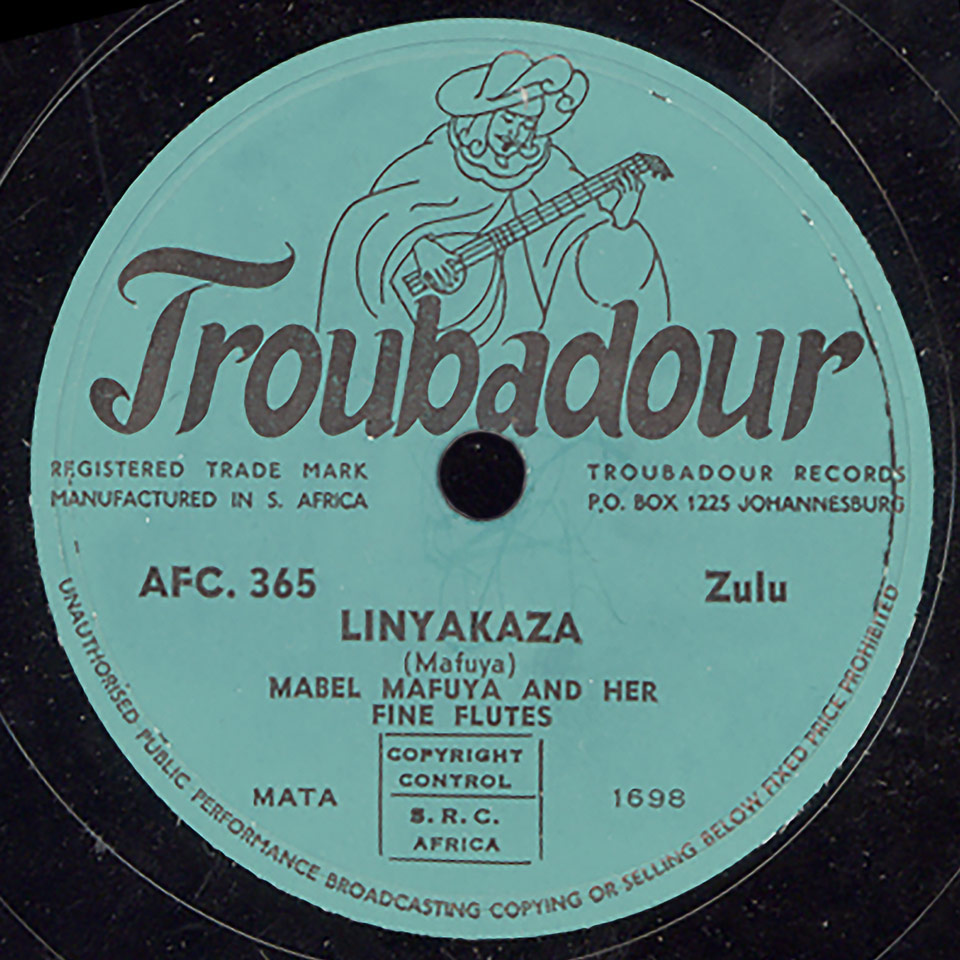 Troubadour
REGISTERED TRADE MARK
MANUFACTURED IN S. AFRICA
TROUBADOUR RECORDS
P.O. BOX 1225 JOHANNESBURG
AFC. 365
Zulu
LINYAKAZA
(Mafuya)
MABEL MAFUYA AND HER
FINE FLUTES
COPYRIGHT
CONTROL
S. R. C.
AFRICA
MATA
1698
UNAUTHORISED PUBLIC PERFORMANCE BROADCASTING COPYING OR SELLING BELOW FIXED PRICE PROHIBITED